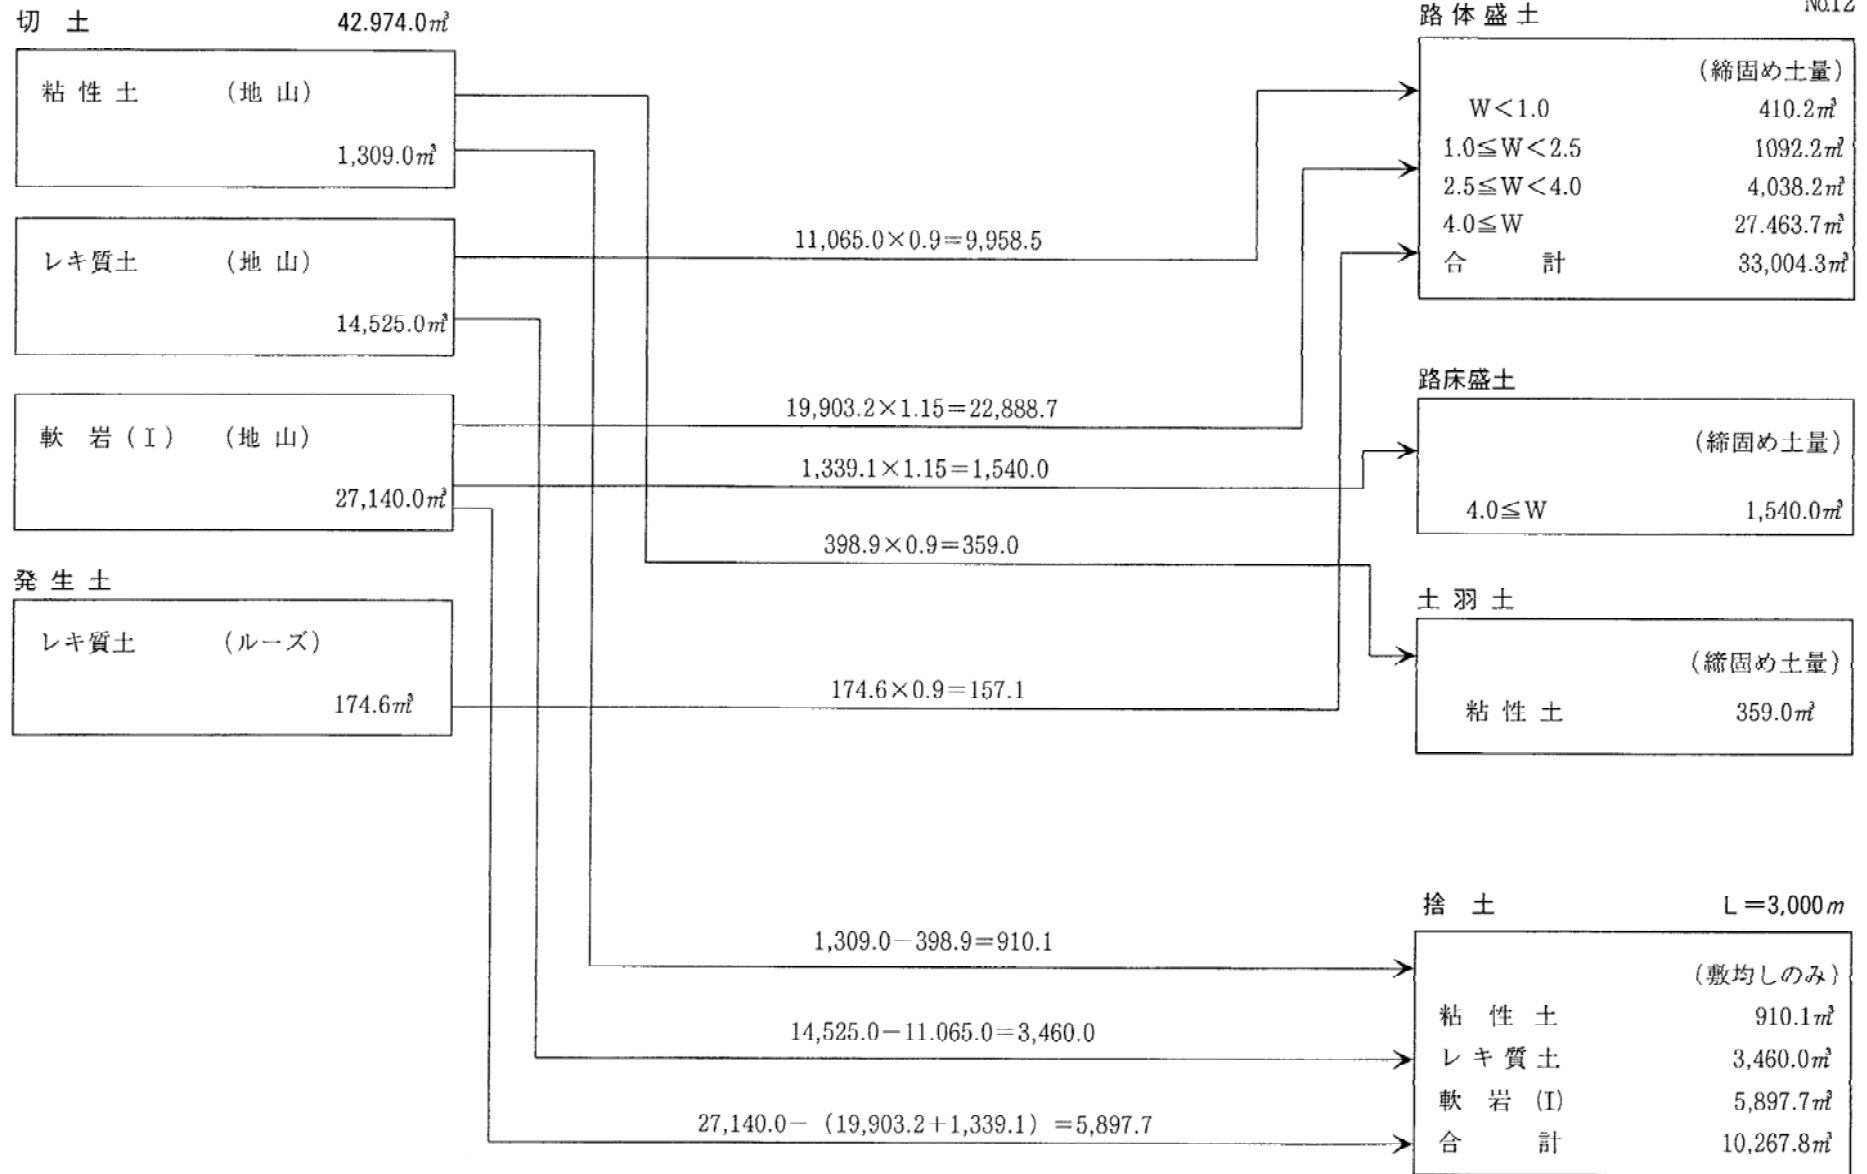 No.12
切 土 42.974.0㎥
粘 性 土 (地 山)
1,309.0㎥
レキ質土 (地 山)
14,525.0㎥
軟 岩 (I) (地 山)
27,140.0㎥
発 生 土
レキ質土 (ルーズ)
174.6㎥
11,065.0×0.9=9,958.5
19,903.2×1.15=22,888.7
1,339.1×1.15=1,540.0
398.9×0.9=359.0
174.6×0.9=157.1
1,309.0−398.9=910.1
14,525.0−11.065.0=3,460.0
27,140.0−(19,903.2+1,339.1)=5,897.7
路 体 盛 土
(締固め土量)
W<1.0 410.2㎥
1.0≦W<2.5 1092.2㎥
2.5≦W<4.0 4,038.2㎥
4.0≦W 27.463.7㎥
合 計 33,004.3㎥
路床盛土
(締固め土量)
4.0≦W 1,540.0㎥
土 羽 土
(締固め土量)
粘 性 土 359.0㎥
捨 土 L=3,000m
(敷均しのみ)
粘 性 土 910.1㎥
レ キ 質 土 3,460.0㎥
軟 岩 (I) 5,897.7㎥
合 計 10,267.8㎥